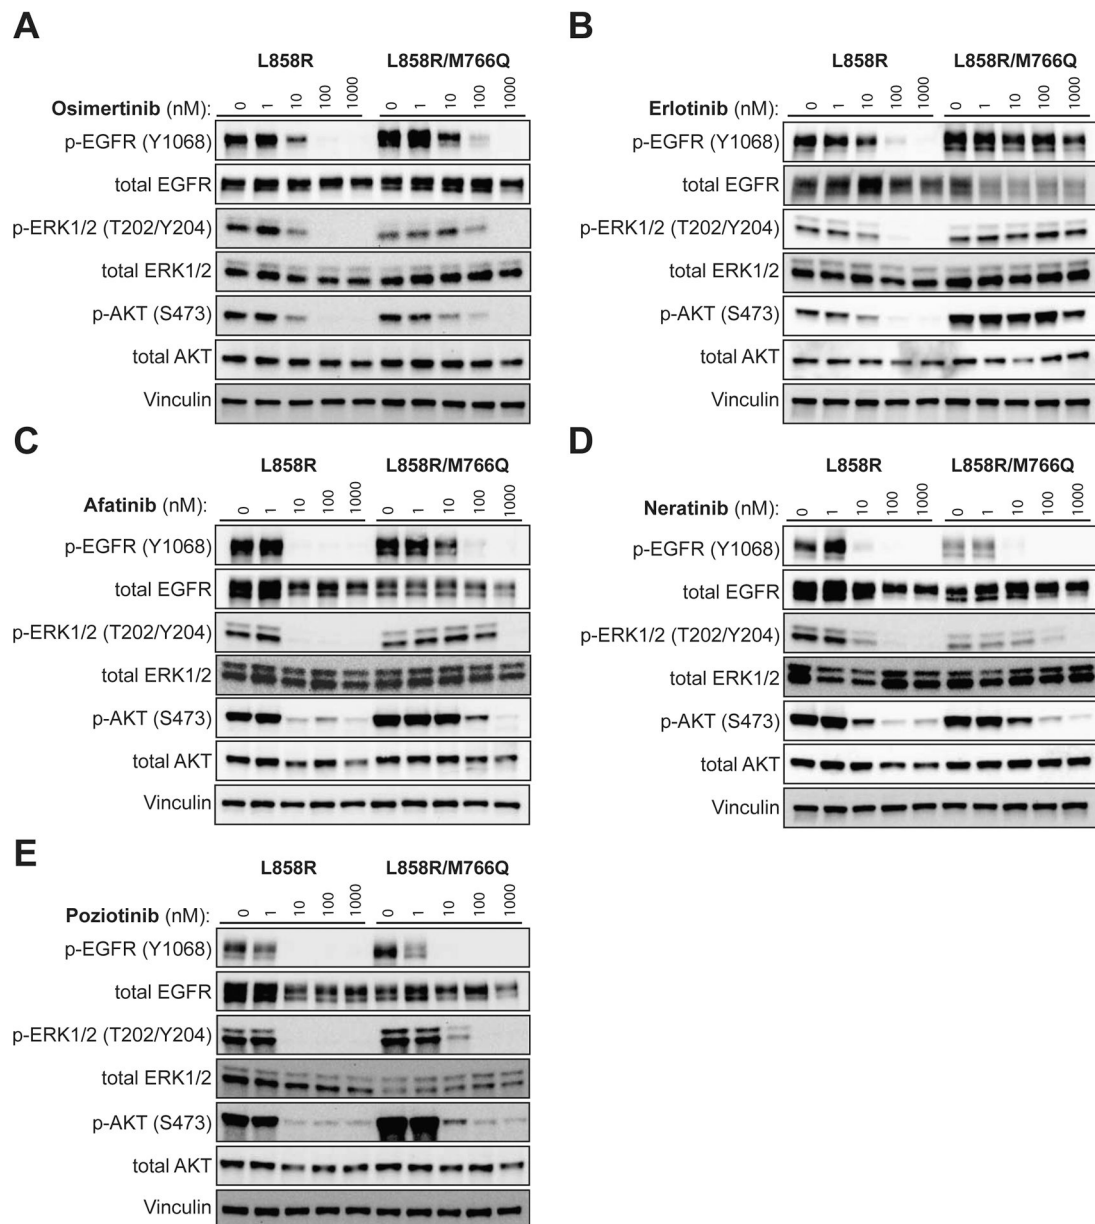 A
L858R L858R/M766Q
Osimertinib (nM): 0 1 10 100 1000 0 1 10 100 1000
p-EGFR (Y1068)
total EGFR
p-ERK1/2 (T202/Y204)
total ERK1/2
p-AKT (S473)
total AKT
Vinculin
B
L858R L858R/M766Q
Erlotinib (nM): 0 1 10 100 1000 0 1 10 100 1000
p-EGFR (Y1068)
total EGFR
p-ERK1/2 (T202/Y204)
total ERK1/2
p-AKT (S473)
total AKT
Vinculin
C
L858R L858R/M766Q
Afatinib (nM): 0 1 10 100 1000 0 1 10 100 1000
p-EGFR (Y1068)
total EGFR
p-ERK1/2 (T202/Y204)
total ERK1/2
p-AKT (S473)
total AKT
Vinculin
D
L858R L858R/M766Q
Neratinib (nM): 0 1 10 100 1000 0 1 10 100 1000
p-EGFR (Y1068)
total EGFR
p-ERK1/2 (T202/Y204)
total ERK1/2
p-AKT (S473)
total AKT
Vinculin
E
L858R L858R/M766Q
Poziotinib (nM): 0 1 10 100 1000 0 1 10 100 1000
p-EGFR (Y1068)
total EGFR
p-ERK1/2 (T202/Y204)
total ERK1/2
p-AKT (S473)
total AKT
Vinculin